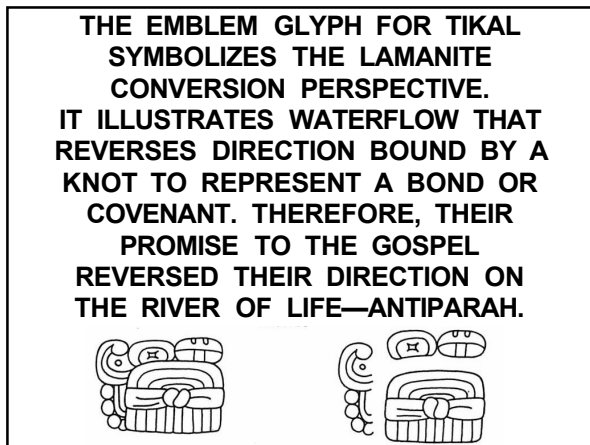 THE EMBLEM GLYPH FOR TIKAL
SYMBOLIZES THE LAMANITE
CONVERSION PERSPECTIVE.
IT ILLUSTRATES WATERFLOW THAT
REVERSES DIRECTION BOUND BY A
KNOT TO REPRESENT A BOND OR
COVENANT. THEREFORE, THEIR
PROMISE TO THE GOSPEL
REVERSED THEIR DIRECTION ON
THE RIVER OF LIFE—ANTIPARAH.